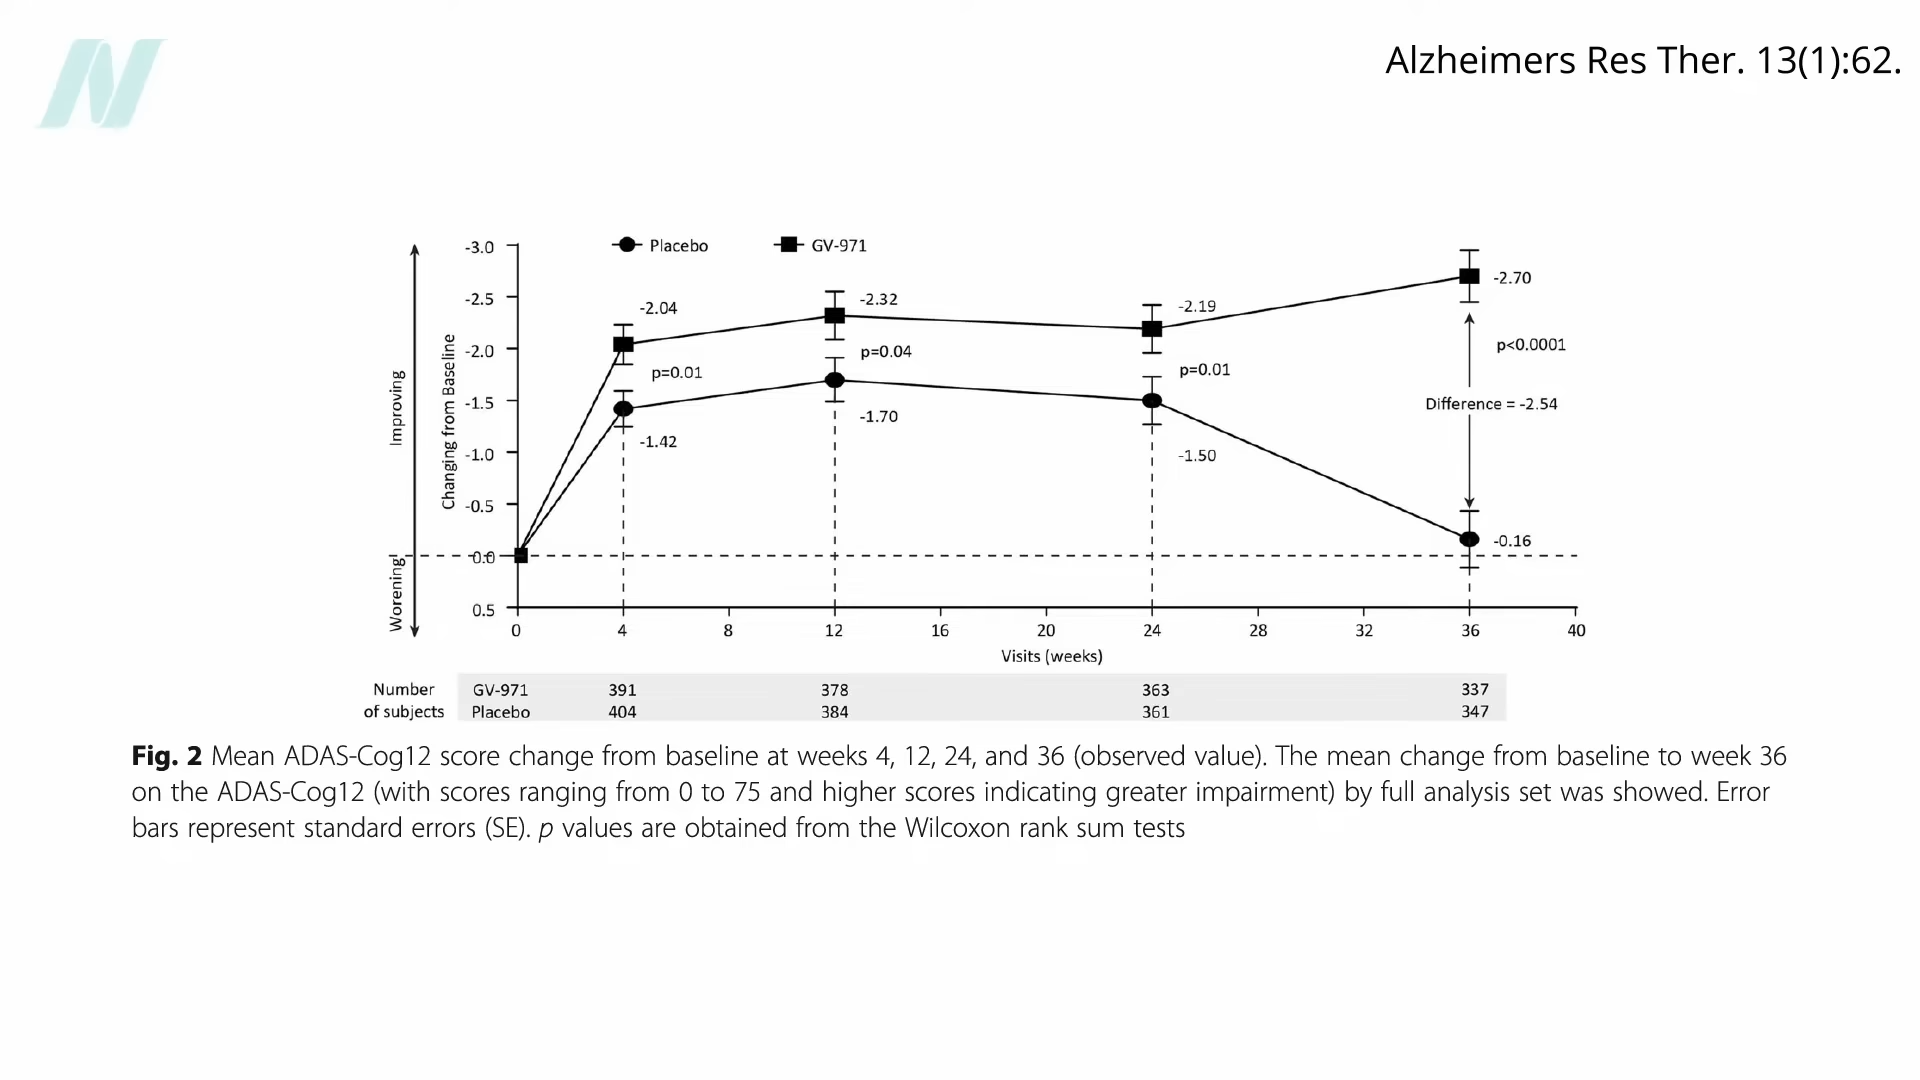 Alzheimers Res Ther. 13(1):62.
Placebo GV-971
-3.0
-2.5
-2.0
-1.5
-1.0
-0.5
0.0
0.5
Improving
Worening
Changing from Baseline
-2.04
p=0.01
-1.42
-2.32
p=0.04
-1.70
-2.19
p=0.01
-1.50
-2.70
p<0.0001
Difference = -2.54
-0.16
0 4 8 12 16 20 24 28 32 36 40
Visits (weeks)
Number GV-971 391 378 363 337
of subjects Placebo 404 384 361 347
Fig. 2 Mean ADAS-Cog12 score change from baseline at weeks 4, 12, 24, and 36 (observed value). The mean change from baseline to week 36
on the ADAS-Cog12 (with scores ranging from 0 to 75 and higher scores indicating greater impairment) by full analysis set was showed. Error
bars represent standard errors (SE). p values are obtained from the Wilcoxon rank sum tests